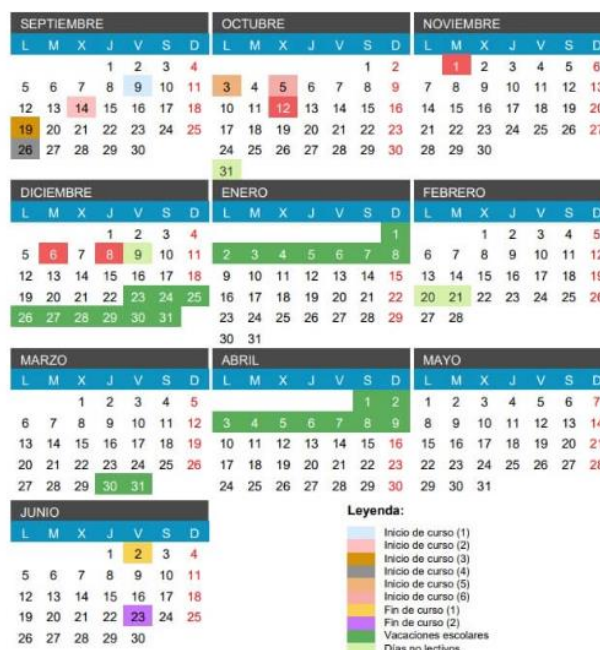 SEPTIEMBRE
L M X J V S D
1 2 3 4
5 6 7 8 9 10 11
12 13 14 15 16 17 18
19 20 21 22 23 24 25
26 27 28 29 30
OCTUBRE
L M X J V S D
1 2
3 4 5 6 7 8 9
10 11 12 13 14 15 16
17 18 19 20 21 22 23
24 25 26 27 28 29 30
31
NOVIEMBRE
L M X J V S D
1 2 3 4 5 6
7 8 9 10 11 12 13
14 15 16 17 18 19 20
21 22 23 24 25 26 27
28 29 30
DICIEMBRE
L M X J V S D
1 2 3 4
5 6 7 8 9 10 11
12 13 14 15 16 17 18
19 20 21 22 23 24 25
26 27 28 29 30 31
ENERO
L M X J V S D
1
2 3 4 5 6 7 8
9 10 11 12 13 14 15
16 17 18 19 20 21 22
23 24 25 26 27 28 29
30 31
FEBRERO
L M X J V S D
1 2 3 4 5
6 7 8 9 10 11 12
13 14 15 16 17 18 19
20 21 22 23 24 25 26
27 28
MARZO
L M X J V S D
1 2 3 4 5
6 7 8 9 10 11 12
13 14 15 16 17 18 19
20 21 22 23 24 25 26
27 28 29 30 31
ABRIL
L M X J V S D
1 2
3 4 5 6 7 8 9
10 11 12 13 14 15 16
17 18 19 20 21 22 23
24 25 26 27 28 29 30
MAYO
L M X J V S D
1 2 3 4 5 6 7
8 9 10 11 12 13 14
15 16 17 18 19 20 21
22 23 24 25 26 27 28
29 30 31
JUNIO
L M X J V S D
1 2 3 4
5 6 7 8 9 10 11
12 13 14 15 16 17 18
19 20 21 22 23 24 25
26 27 28 29 30
Leyenda:
Inicio de curso (1)
Inicio de curso (2)
Inicio de curso (3)
Inicio de curso (4)
Inicio de curso (5)
Inicio de curso (6)
Fin de curso (1)
Fin de curso (2)
Vacaciones escolares
Días no lectivos